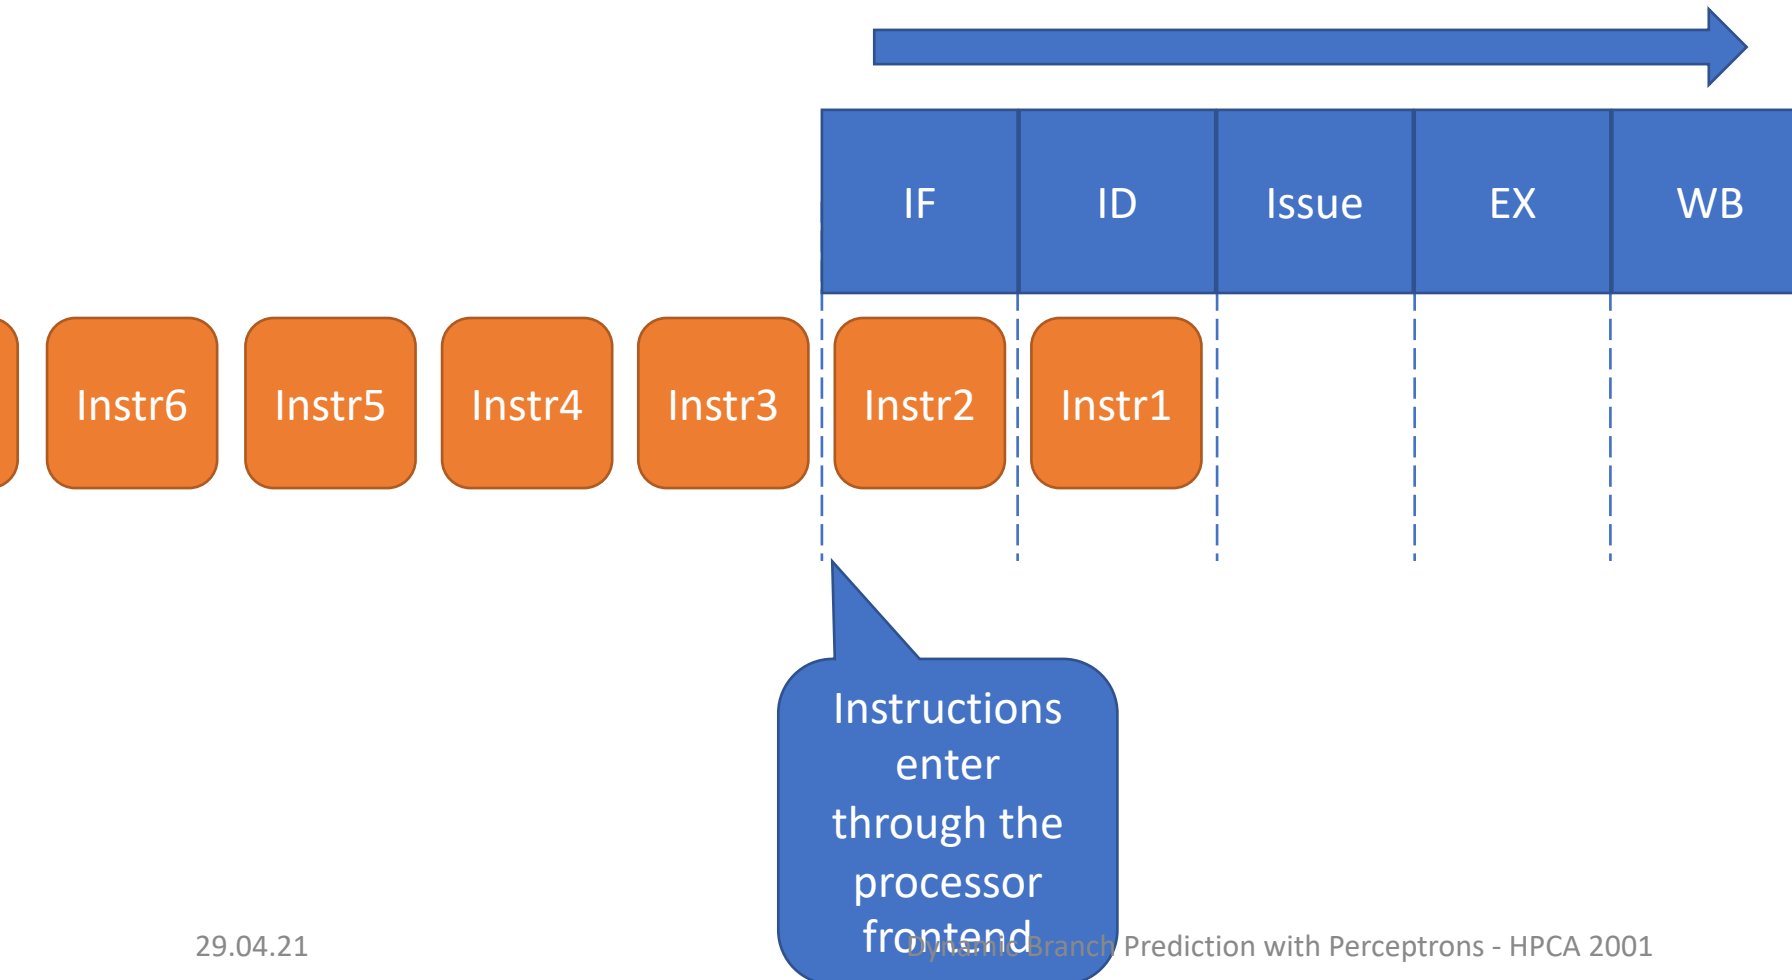 IF ID Issue EX WB
Instr6 Instr5 Instr4 Instr3 Instr2 Instr1
Instructions
enter
through the
processor
frontend
29.04.21
Dynamic Branch Prediction with Perceptrons - HPCA 2001